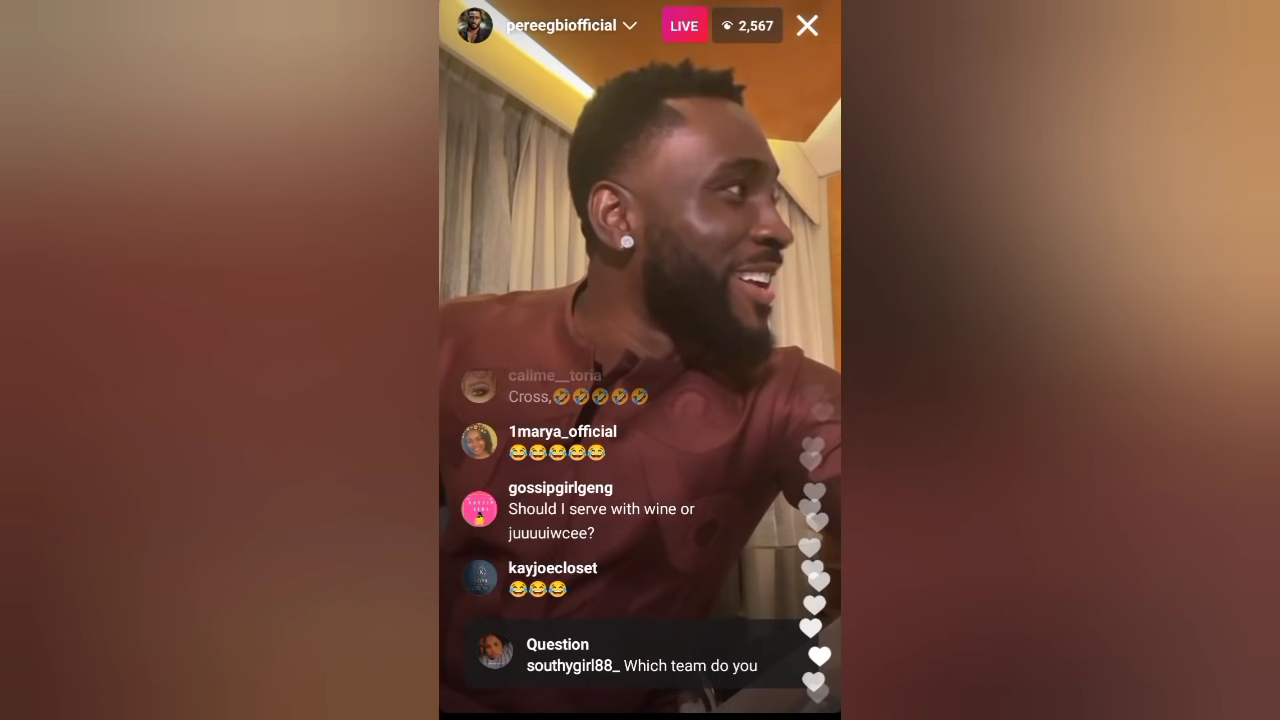 pereegbiofficial LIVE 2,567
callme__toria
Cross,🤣🤣🤣🤣🤣
1marya_official
😂😂😂😂😂
gossipgirlgeng
Should I serve with wine or
juuuuiwcee?
kayjoecloset
😂😂😂
Question
southygirl88_ Which team do you